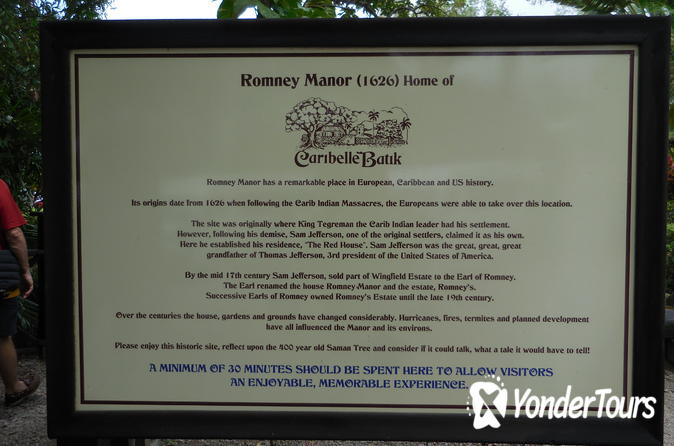 Romney Manor (1626) Home of
Caribelle Batik
Romney Manor has a remarkable place in European, Caribbean and US history.
Its origins date from 1626 when following the Carib Indian Massacres, the Europeans were able to take over this location.
The site was originally where King Tegreman the Carib Indian leader had his settlement.
However, following his demise, Sam Jefferson, one of the original settlers, claimed it as his own.
Here he established his residence, "The Red House". Sam Jefferson was the great, great, great
grandfather of Thomas Jefferson, 3rd president of the United States of America.
By the mid 17th century Sam Jefferson, sold part of Wingfield Estate to the Earl of Romney.
The Earl renamed the house Romney Manor and the estate, Romney's.
Successive Earls of Romney owned Romney's Estate until the late 19th century.
Over the centuries the house, gardens and grounds have changed considerably. Hurricanes, fires, termites and planned development
have all influenced the Manor and its environs.
Please enjoy this historic site, reflect upon the 400 year old Saman Tree and consider if it could talk, what a tale it would have to tell!
A MINIMUM OF 30 MINUTES SHOULD BE SPENT HERE TO ALLOW VISITORS
AN ENJOYABLE, MEMORABLE EXPERIENCE.
YonderTours